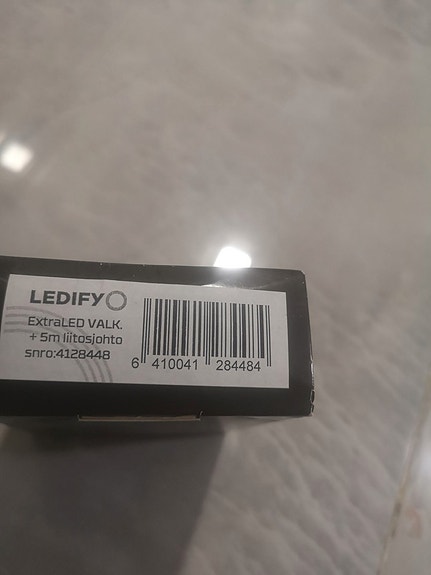 LEDIFY
ExtraLED VALK.
+ 5m liitosjohto
snro:4128448
6 410041 284484